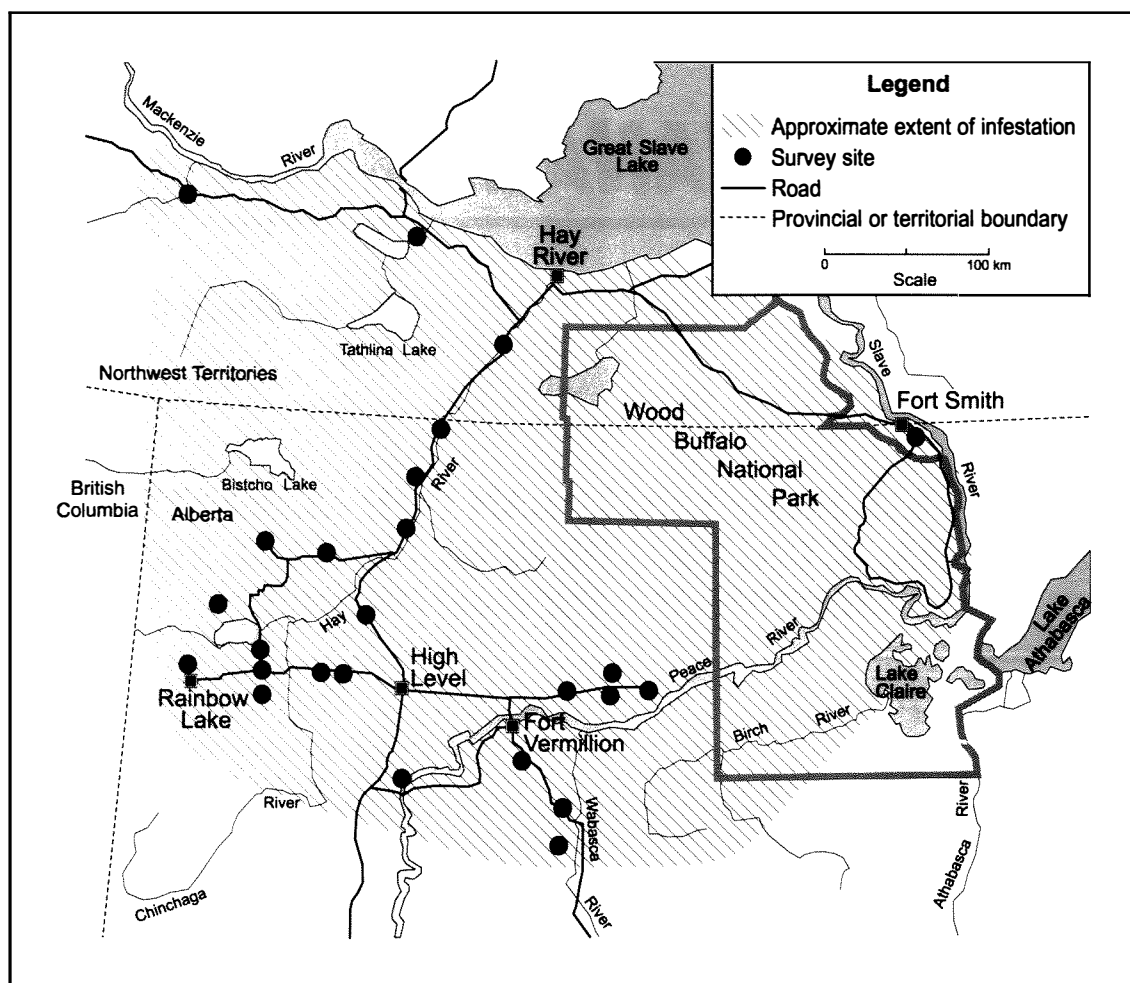 Legend
Approximate extent of infestation
Survey site
Road
Provincial or territorial boundary
0 100 km
Scale
Mackenzie
River
Great Slave
Lake
Hay
River
Tathlina Lake
Northwest Territories
Slave
Fort Smith
Wood
Buffalo
National
Park
River
River
Bistcho Lake
British
Columbia
Alberta
Hay
Lake
Athabasca
High
Level
River
Peace
Lake
Claire
Rainbow
Lake
Fort
Vermillion
Birch
River
River
Wabasca
River
River
Athabasca
Chinchaga